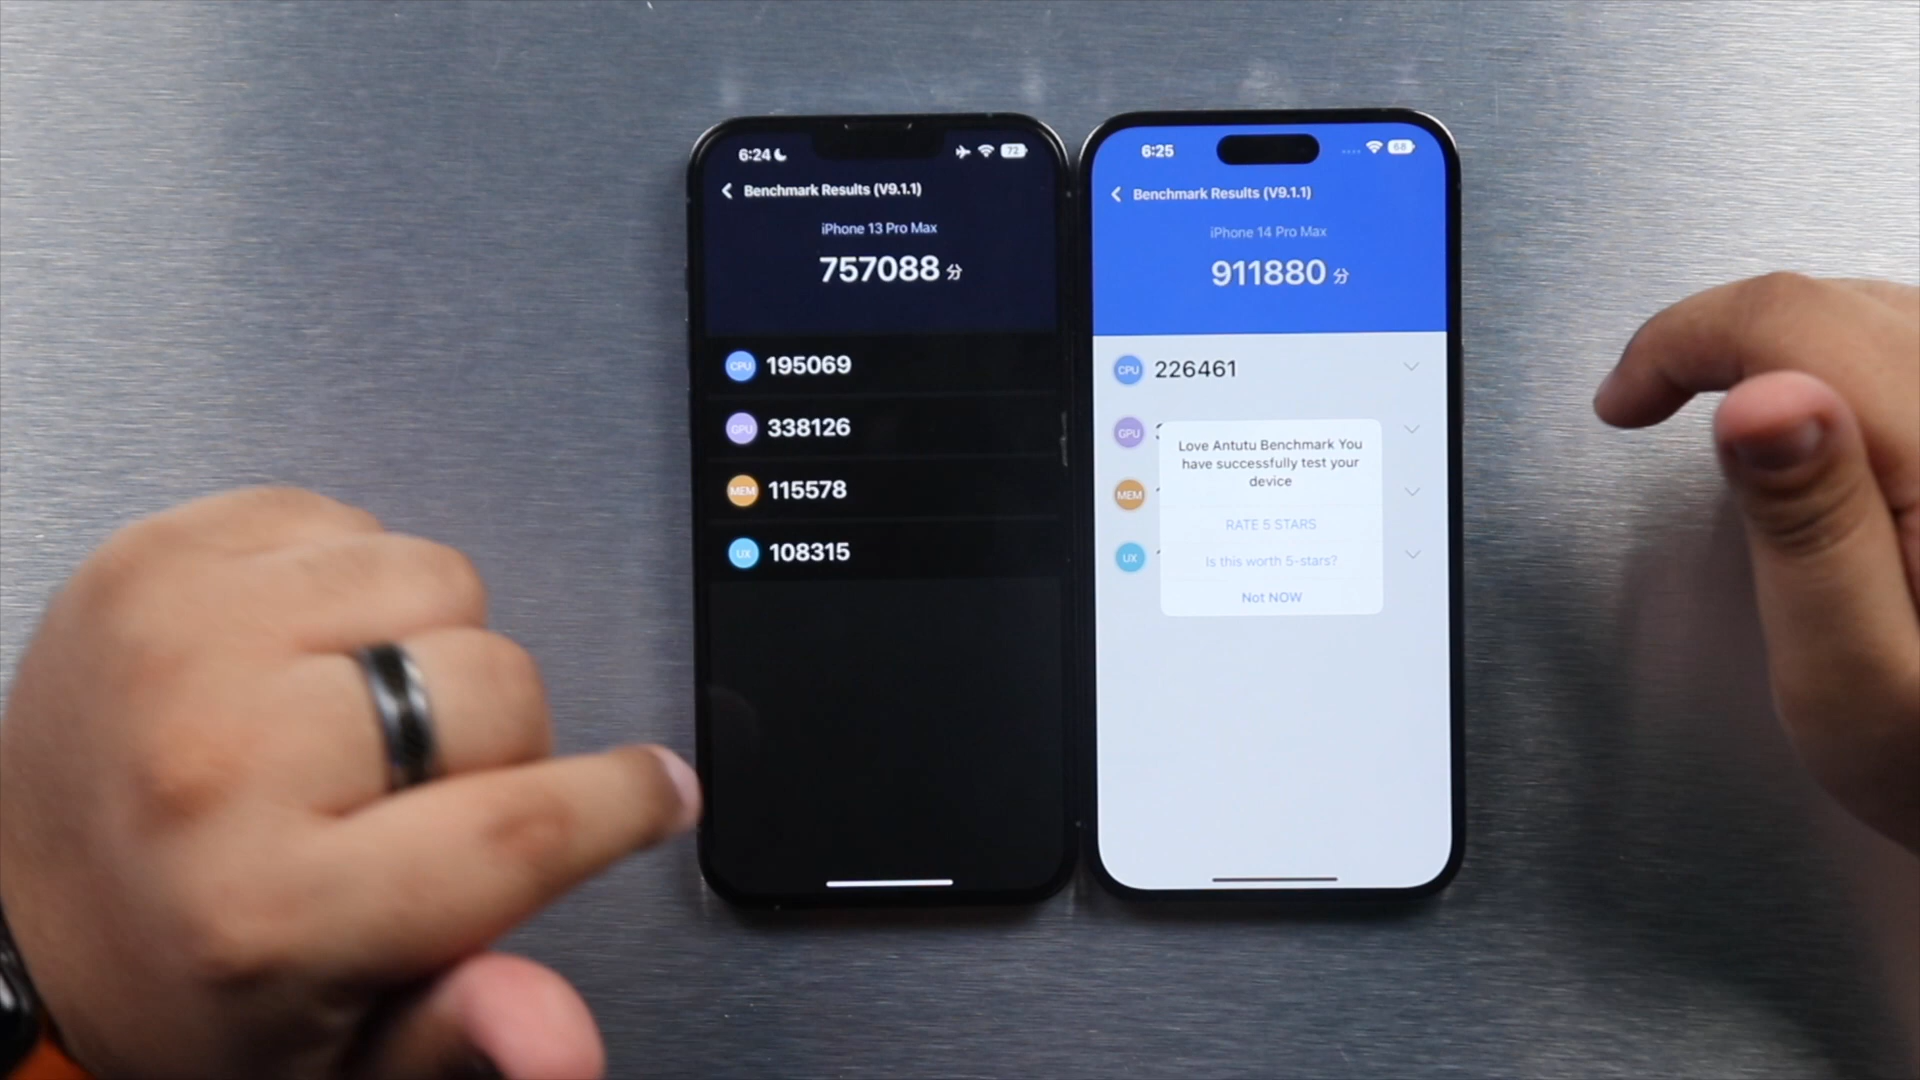 6:24
72
Benchmark Results (V9.1.1)
iPhone 13 Pro Max
757088 分
CPU 195069
GPU 338126
MEM 115578
UX 108315
6:25
68
Benchmark Results (V9.1.1)
iPhone 14 Pro Max
911880 分
CPU 226461
GPU
MEM
UX
Love Antutu Benchmark You
have successfully test your
device
RATE 5 STARS
Is this worth 5-stars?
Not NOW